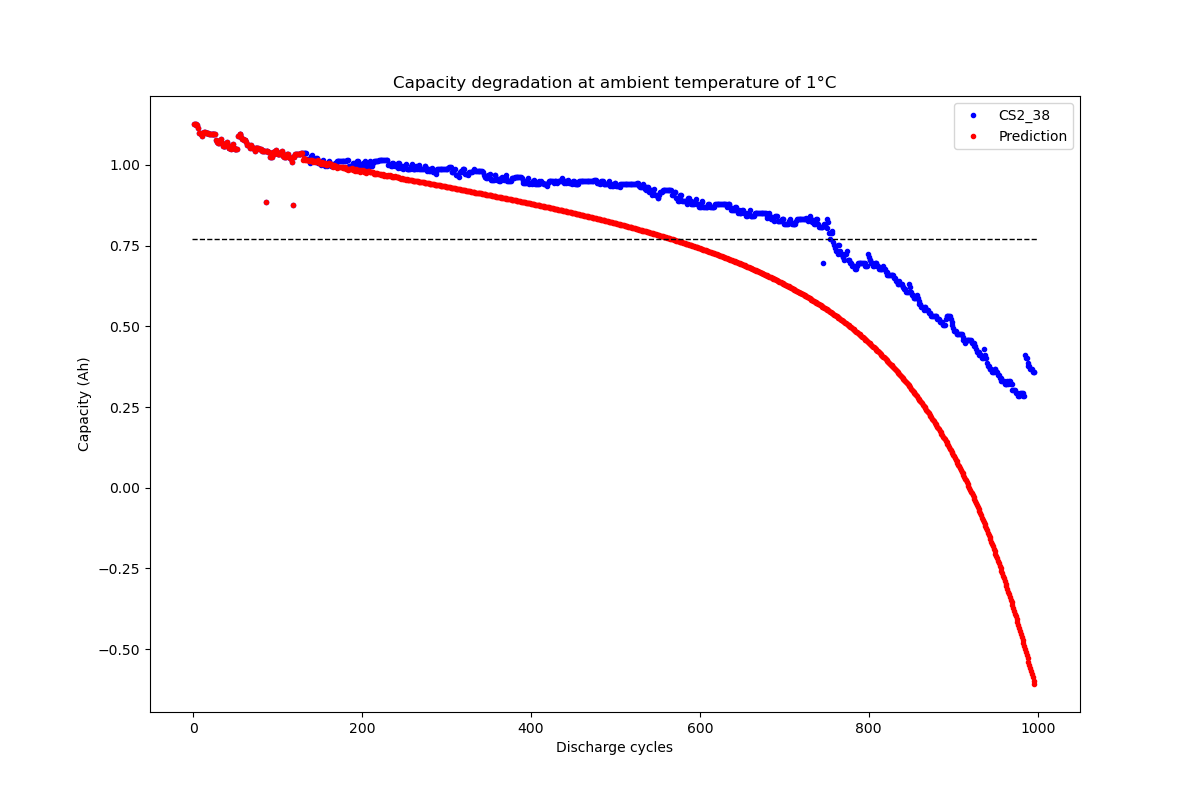 Capacity degradation at ambient temperature of 1°C
CS2_38
Prediction
1.00
0.75
0.50
0.25
0.00
−0.25
−0.50
Capacity (Ah)
0 200 400 600 800 1000
Discharge cycles